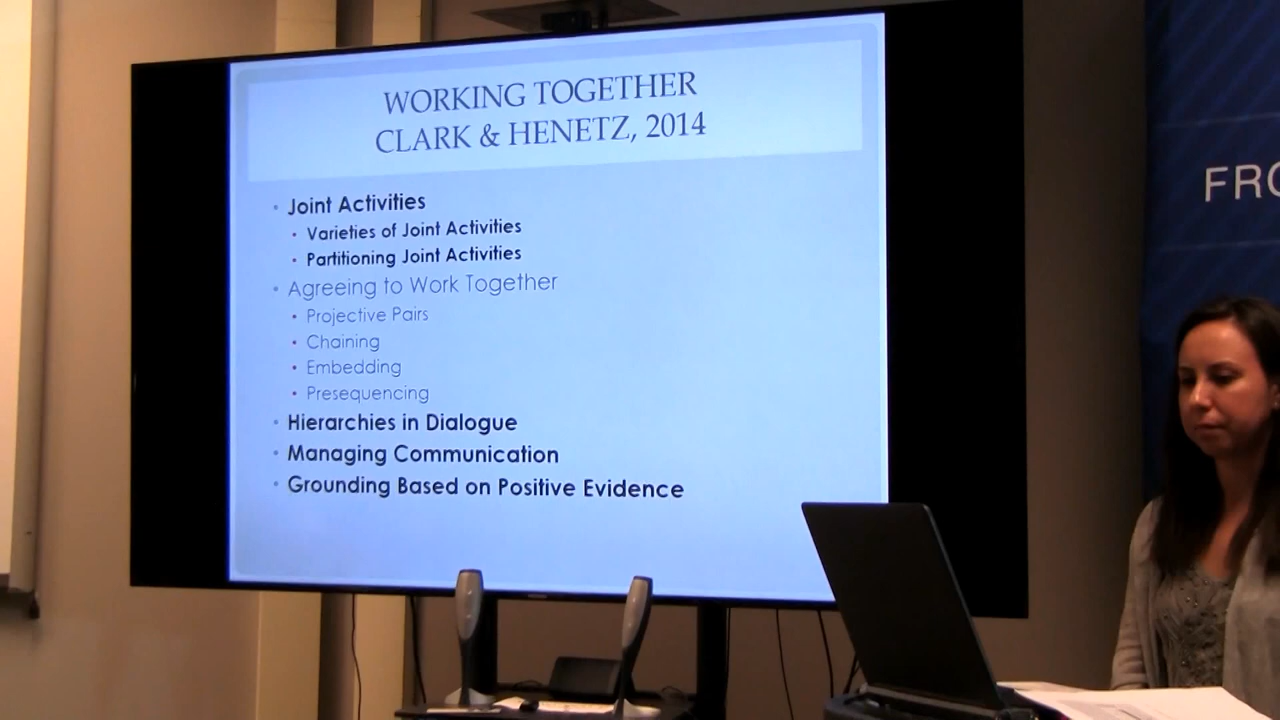 WORKING TOGETHER
CLARK & HENETZ, 2014
Joint Activities
Varieties of Joint Activities
Partitioning Joint Activities
Agreeing to Work Together
Projective Pairs
Chaining
Embedding
Presequencing
Hierarchies in Dialogue
Managing Communication
Grounding Based on Positive Evidence